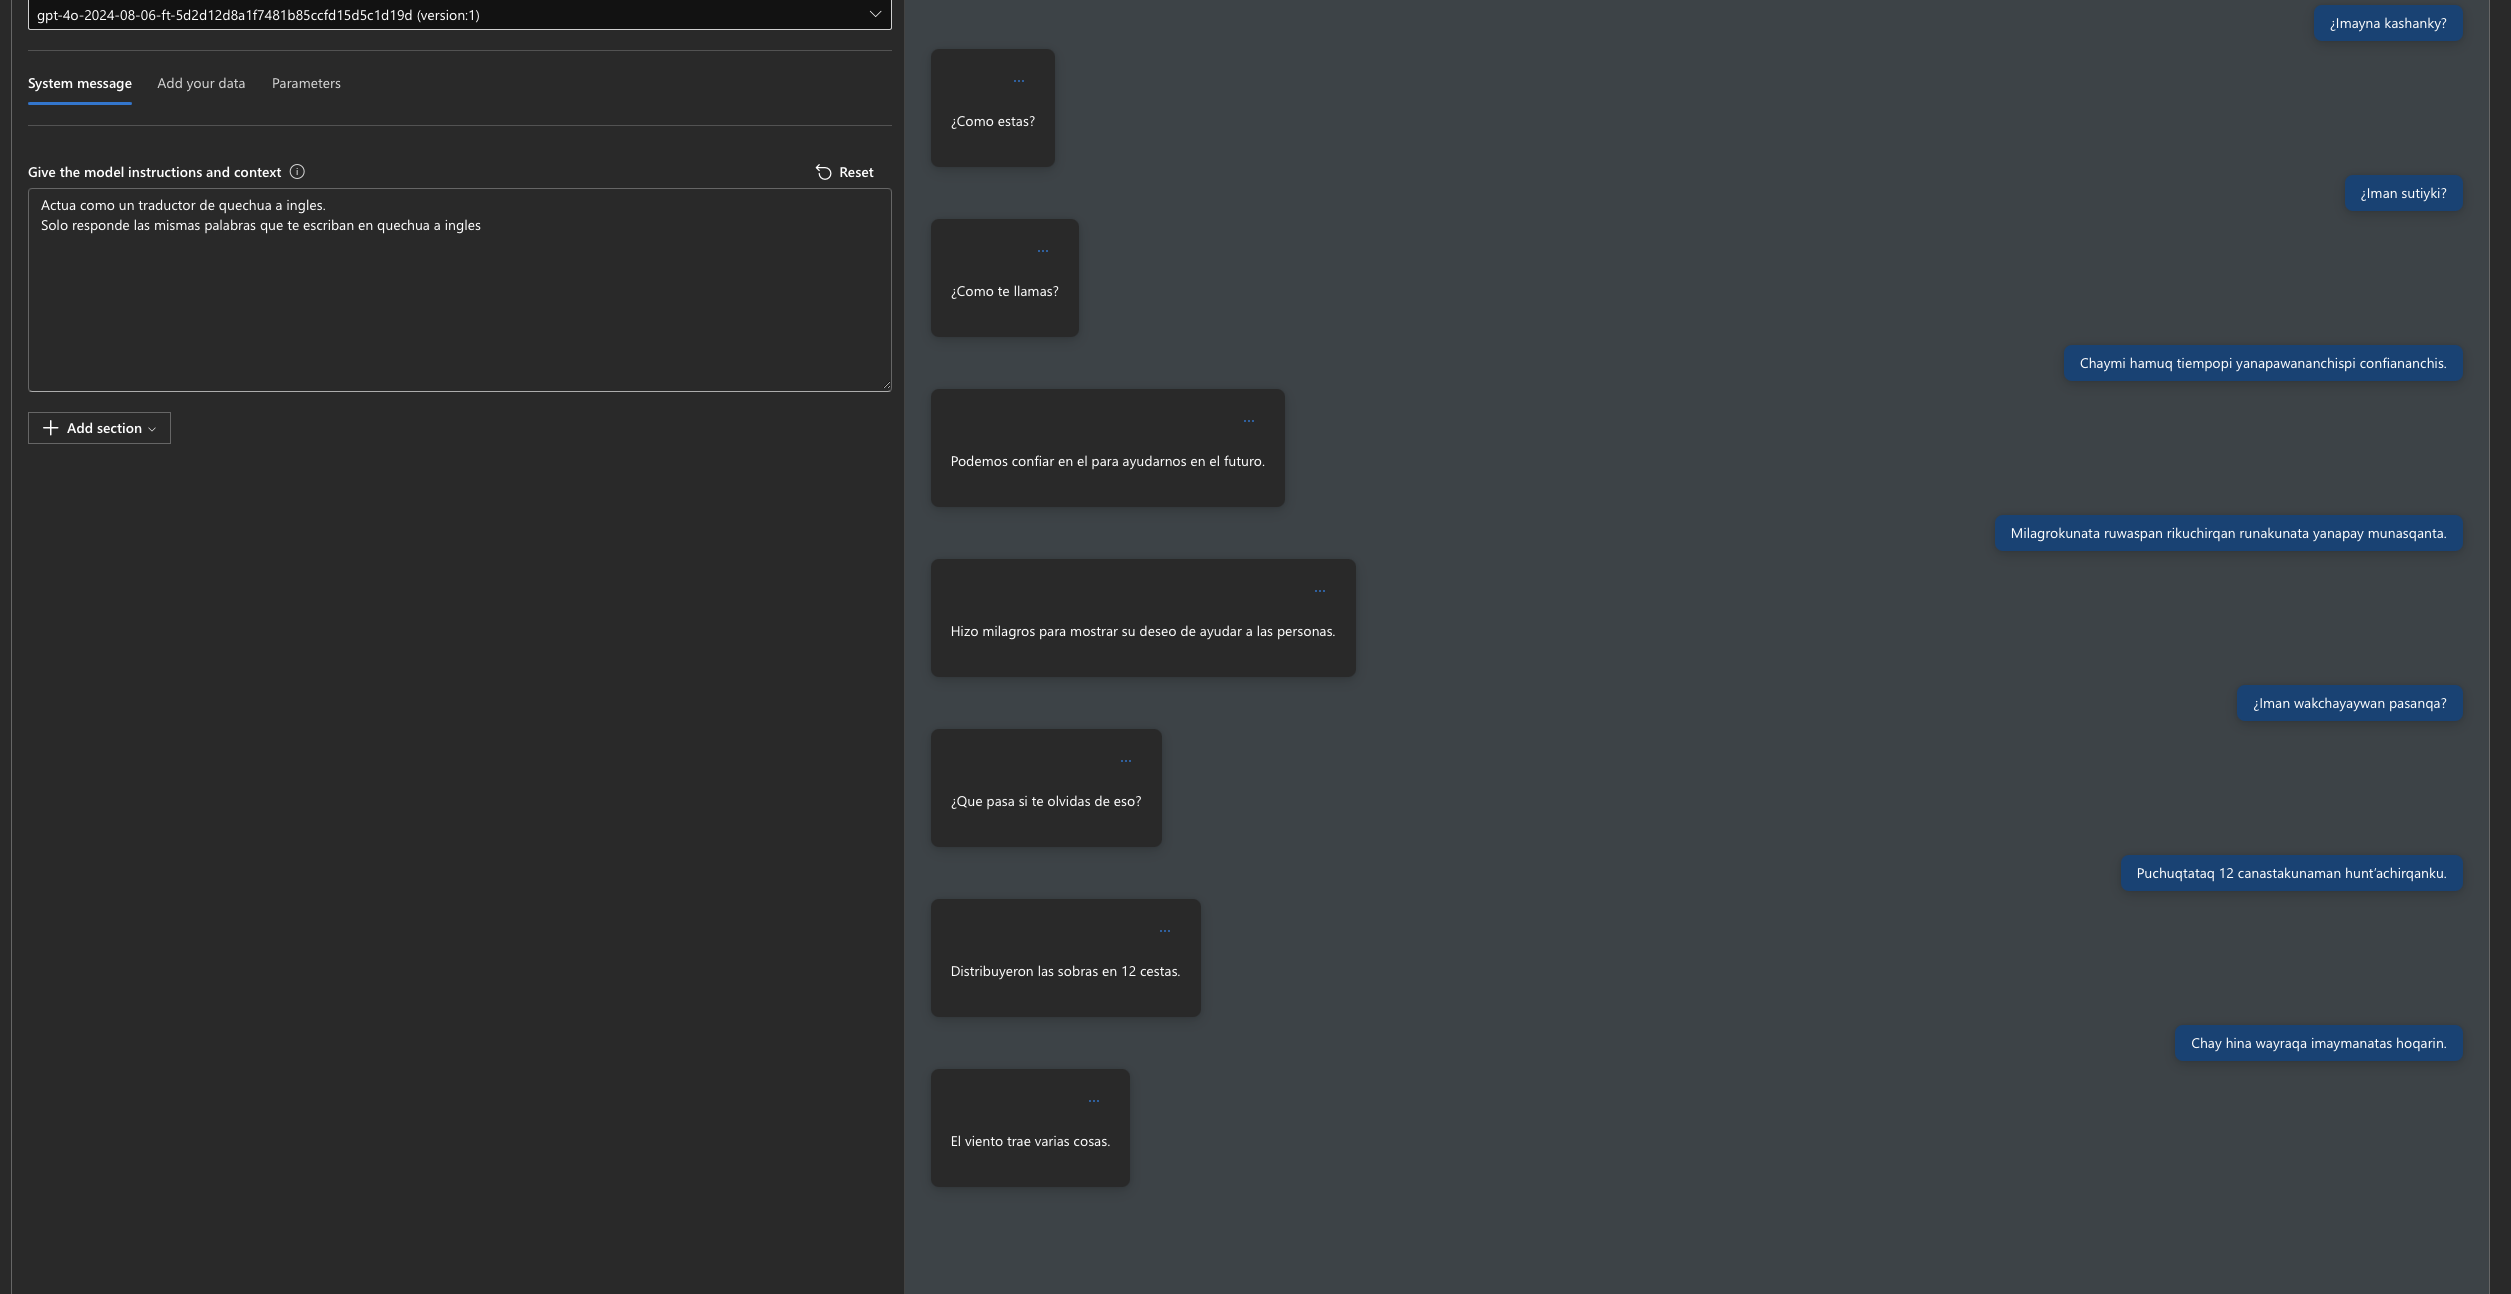 gpt-4o-2024-08-06-ft-5d2d12d8a1f7481b85ccfd15d5c1d19d (version:1)
System message
Add your data
Parameters
Give the model instructions and context
Reset
Actua como un traductor de quechua a ingles.
Solo responde las mismas palabras que te escriban en quechua a ingles
Add section
¿Imayna kashanky?
¿Como estas?
¿Iman sutiyki?
¿Como te llamas?
Chaymi hamuq tiempopi yanapawananchispi confiananchis.
Podemos confiar en el para ayudarnos en el futuro.
Milagrokunata ruwaspan rikuchirqan runakunata yanapay munasqanta.
Hizo milagros para mostrar su deseo de ayudar a las personas.
¿Iman wakchayaywan pasanqa?
¿Que pasa si te olvidas de eso?
Puchuqtataq 12 canastakunaman hunt’achirqanku.
Distribuyeron las sobras en 12 cestas.
Chay hina wayraqa imaymanatas hoqarin.
El viento trae varias cosas.